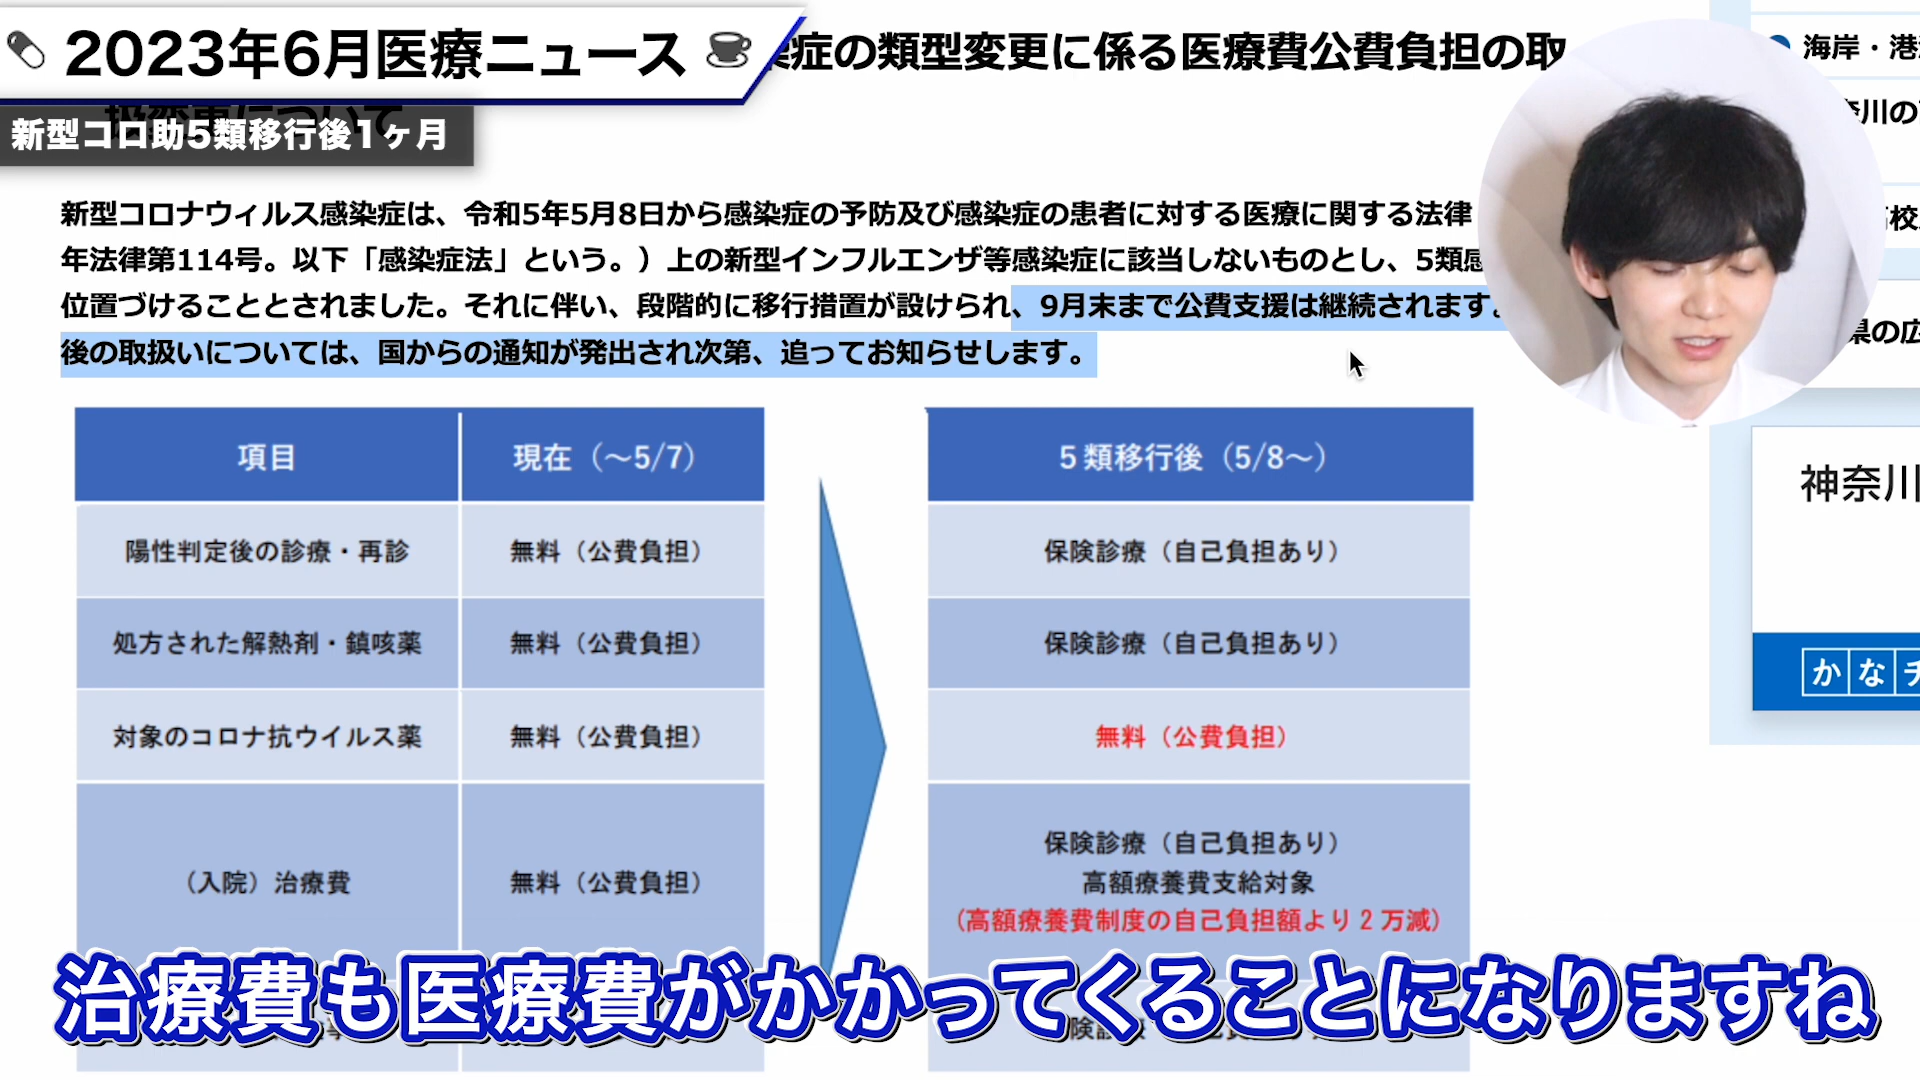 2023年6月医療ニュース
染症の類型変更に係る医療費公費負担の取
扱変更について
新型コロ助5類移行後1ヶ月
新型コロナウィルス感染症は、令和5年5月8日から感染症の予防及び感染症の患者に対する医療に関する法律
年法律第114号。以下「感染症法」という。）上の新型インフルエンザ等感染症に該当しないものとし、5類感
位置づけることとされました。それに伴い、段階的に移行措置が設けられ、9月末まで公費支援は継続されます。
後の取扱いについては、国からの通知が発出され次第、追ってお知らせします。
項目 現在（～5/7） 5類移行後（5/8～）
陽性判定後の診療・再診 無料（公費負担） 保険診療（自己負担あり）
処方された解熱剤・鎮咳薬 無料（公費負担） 保険診療（自己負担あり）
対象のコロナ抗ウイルス薬 無料（公費負担） 無料（公費負担）
（入院）治療費 無料（公費負担） 保険診療（自己負担あり）
高額療養費支給対象
（高額療養費制度の自己負担額より2万減）
治療費も医療費がかかってくることになりますね
海岸・港
奈川の
高校
県の広
神奈川
かなチ